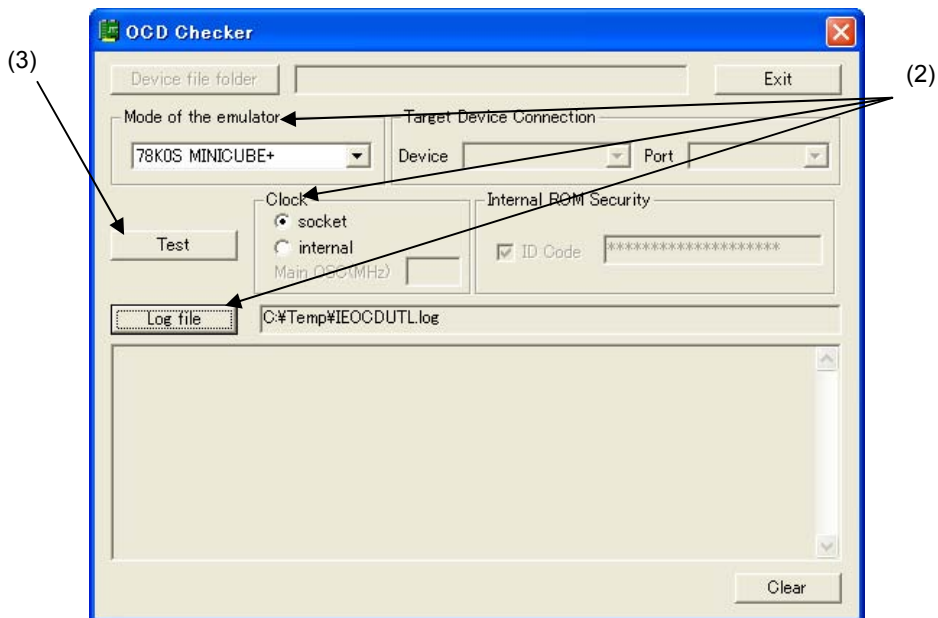 OCD Checker
(3)
(2)
Device file folder
Exit
Mode of the emulator
Target Device Connection
78K0S MINICUBE+
Device
Port
Clock
Internal ROM Security
socket
Test
internal
ID Code
********************
Main OSC(MHz)
Log file
C:¥Temp¥IEOCDUTL.log
Clear